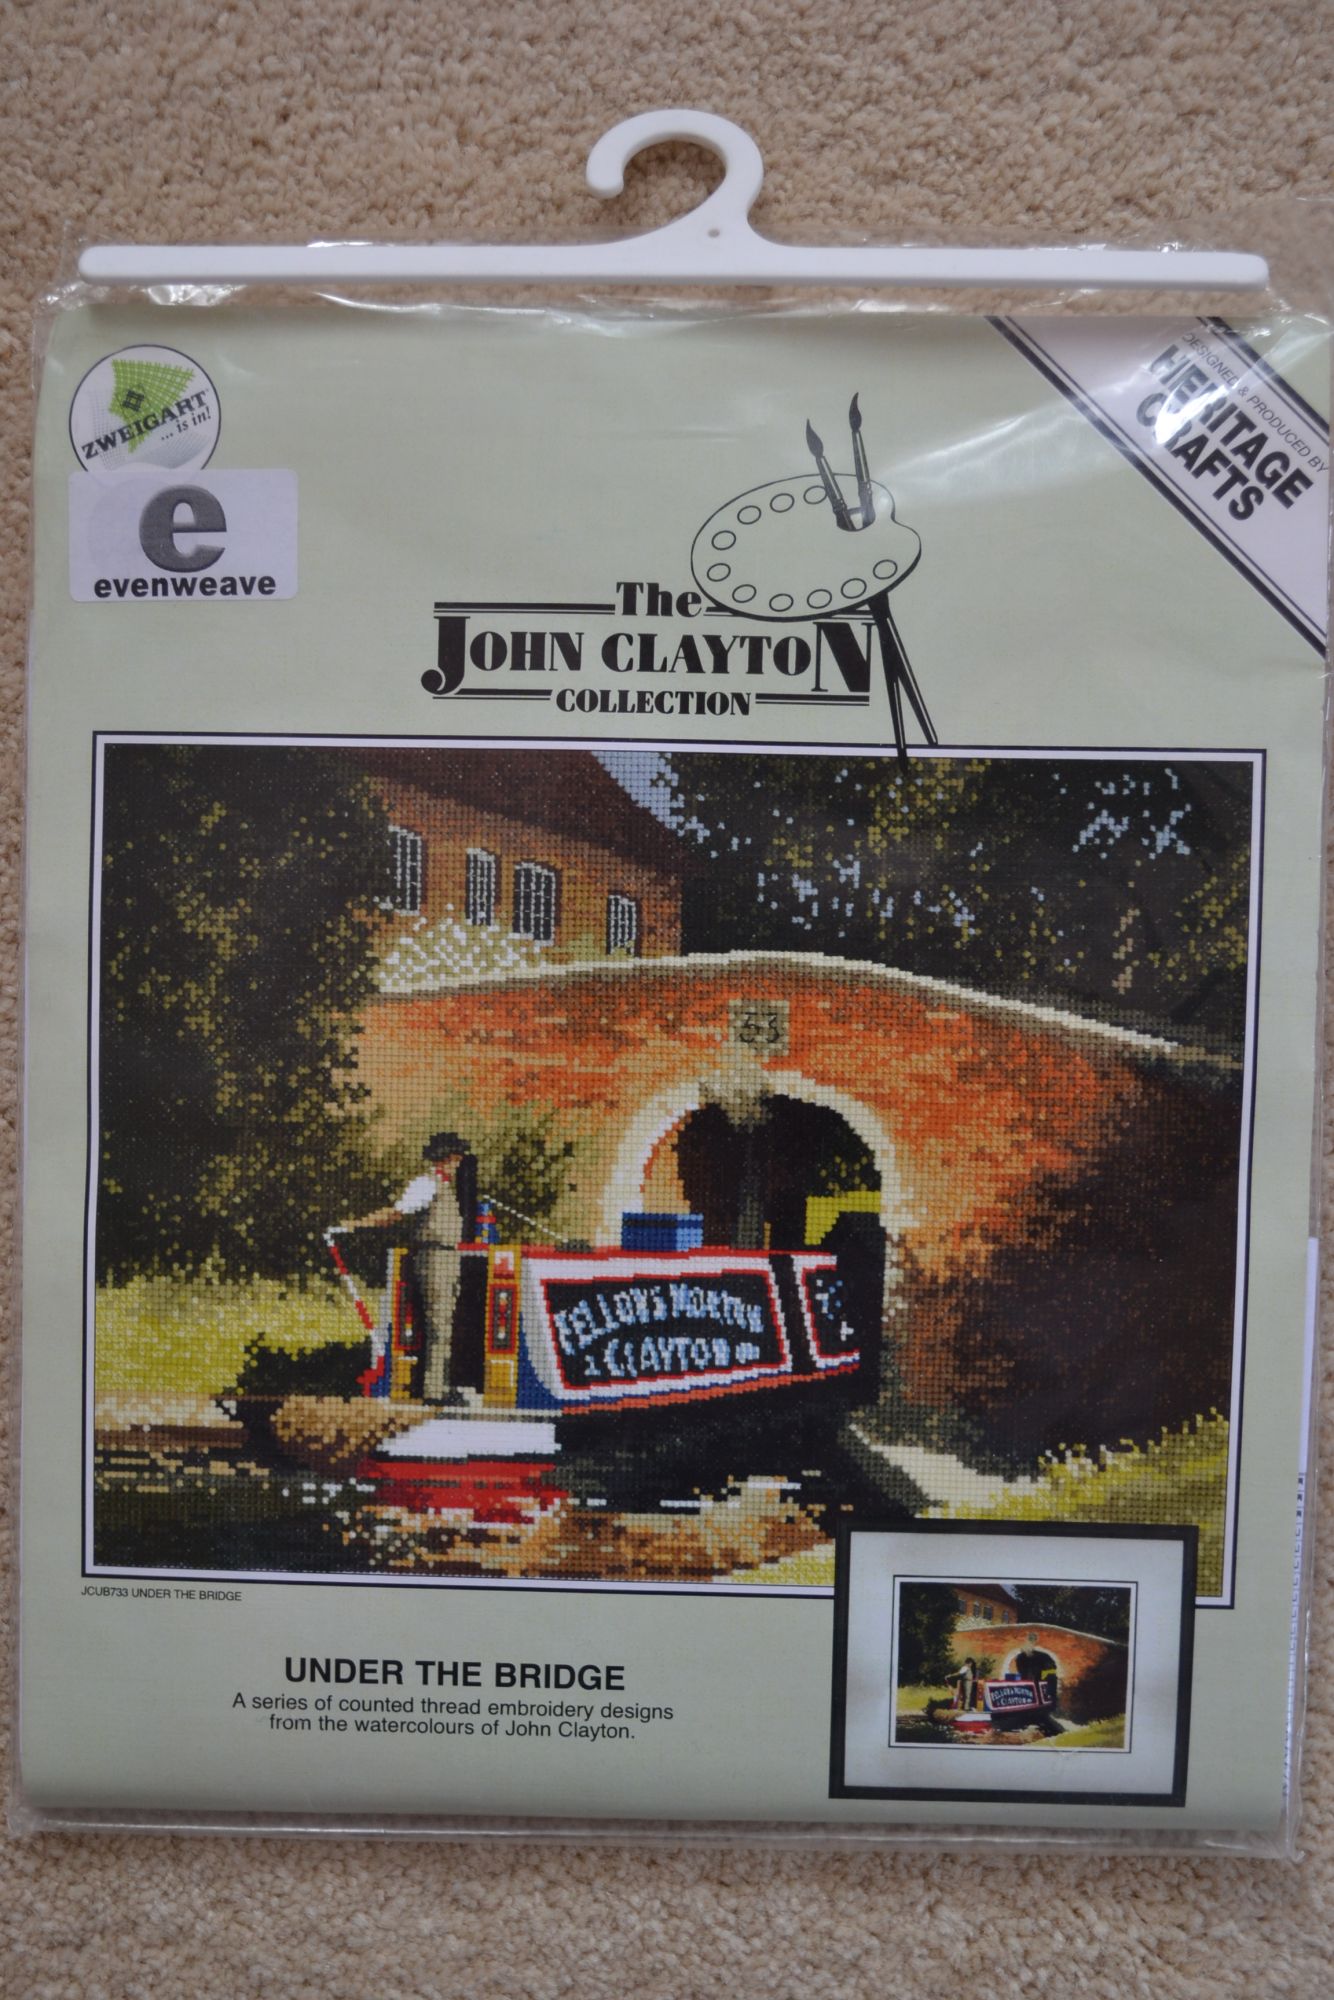 ZWEIGART
... is in!
e
evenweave
DESIGNED & PRODUCED BY
HERITAGE
CRAFTS
The
JOHN CLAYTON
COLLECTION
53
FELLOWS MORTON
& CLAYTON
JCUB733 UNDER THE BRIDGE
UNDER THE BRIDGE
A series of counted thread embroidery designs
from the watercolours of John Clayton.